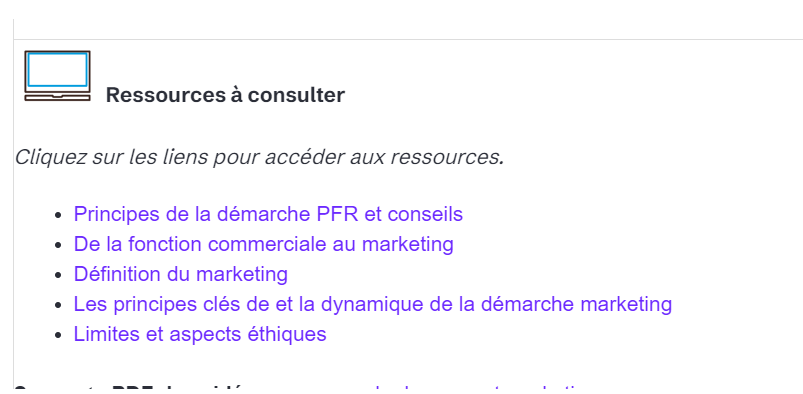 Ressources à consulter
Cliquez sur les liens pour accéder aux ressources.
Principes de la démarche PFR et conseils
De la fonction commerciale au marketing
Définition du marketing
Les principes clés de et la dynamique de la démarche marketing
Limites et aspects éthiques